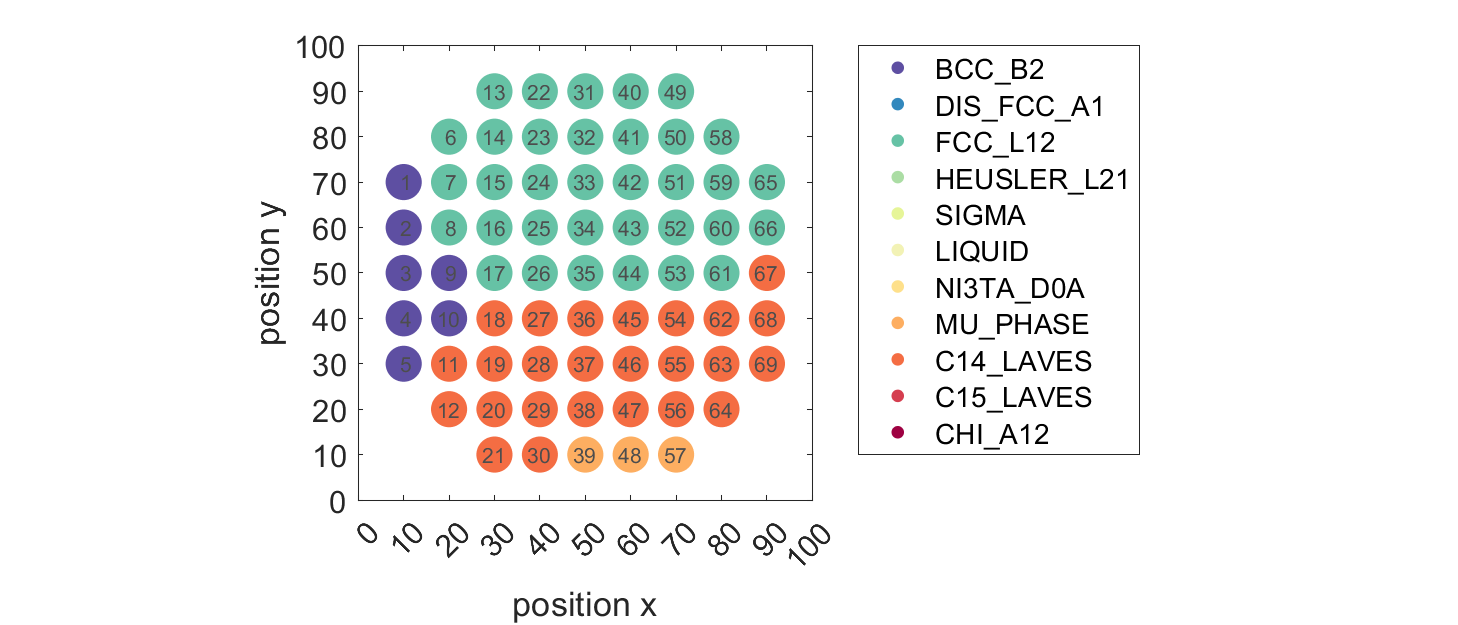 100
13 22 31 40 49
90
6 14 23 32 41 50 58
80
1 7 15 24 33 42 51 59 65
70
2 8 16 25 34 43 52 60 66
60
3 9 17 26 35 44 53 61 67
50
4 10 18 27 36 45 54 62 68
40
5 11 19 28 37 46 55 63 69
30
12 20 29 38 47 56 64
20
21 30 39 48 57
10
0
position y
0 10 20 30 40 50 60 70 80 90 100
position x
BCC_B2
DIS_FCC_A1
FCC_L12
HEUSLER_L21
SIGMA
LIQUID
NI3TA_D0A
MU_PHASE
C14_LAVES
C15_LAVES
CHI_A12